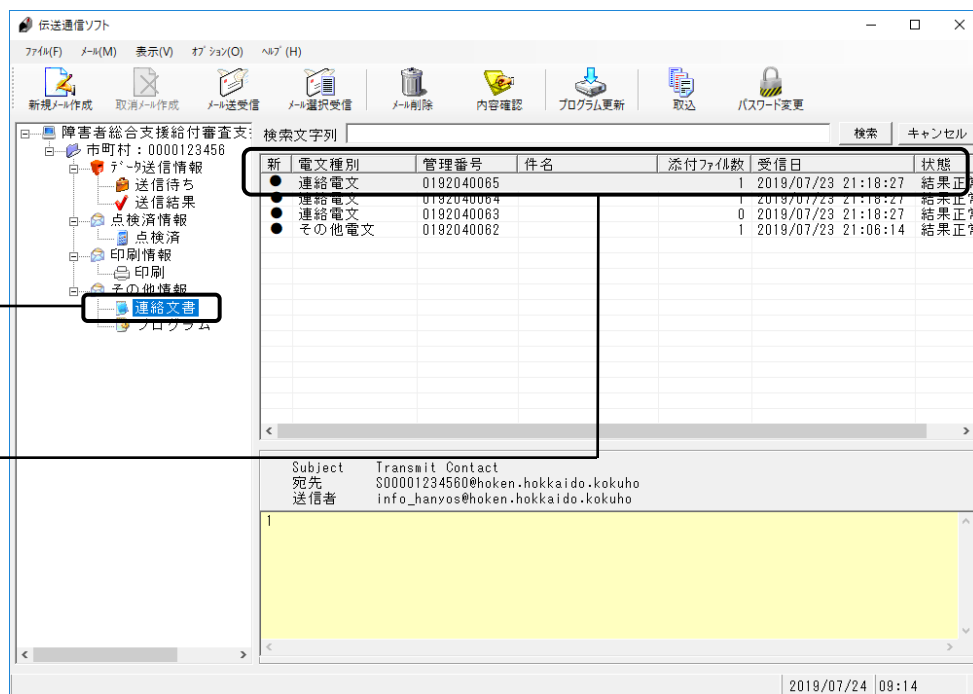 伝送通信ソフト
ファイル(F) メール(M) 表示(V) オプション(O) ヘルプ(H)
新規メール作成 取消メール作成 メール送受信 メール選択受信 メール削除 内容確認 プログラム更新 取込 パスワード変更
障害者総合支援給付審査支
市町村：0000123456
データ送信情報
送信待ち
送信結果
点検済情報
点検済
印刷情報
印刷
その他情報
連絡文書
プログラム
検索文字列 検索 キャンセル
新 電文種別 管理番号 件名 添付ファイル数 受信日 状態
● 連絡電文 0192040065 1 2019/07/23 21:18:27 結果正常
● 連絡電文 0192040064 1 2019/07/23 21:18:27 結果正常
● 連絡電文 0192040063 0 2019/07/23 21:18:27 結果正常
● その他電文 0192040062 1 2019/07/23 21:06:14 結果正常
Subject Transmit Contact
宛先 S00001234560@hoken.hokkaido.kokuho
送信者 info_hanyos@hoken.hokkaido.kokuho
1
2019/07/24 09:14